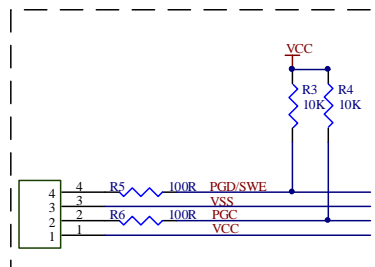 VCC
R3 R4
10K 10K
4 4 R5 100R PGD/SWE
3 3 VSS
2 2 R6 100R PGC
1 1 VCC